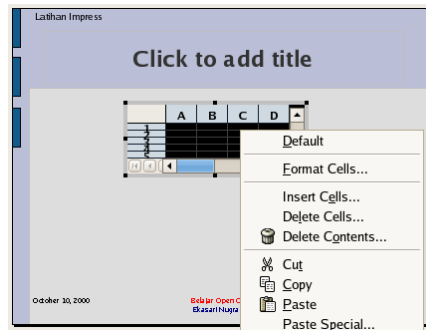 Latihan Impress
Click to add title
A B C D
1
2
3
4
Default
Format Cells...
Insert Cells...
Delete Cells...
Delete Contents...
Cut
Copy
Paste
Paste Special...
October 10, 2000
Belajar Open
Ekasari Nugra